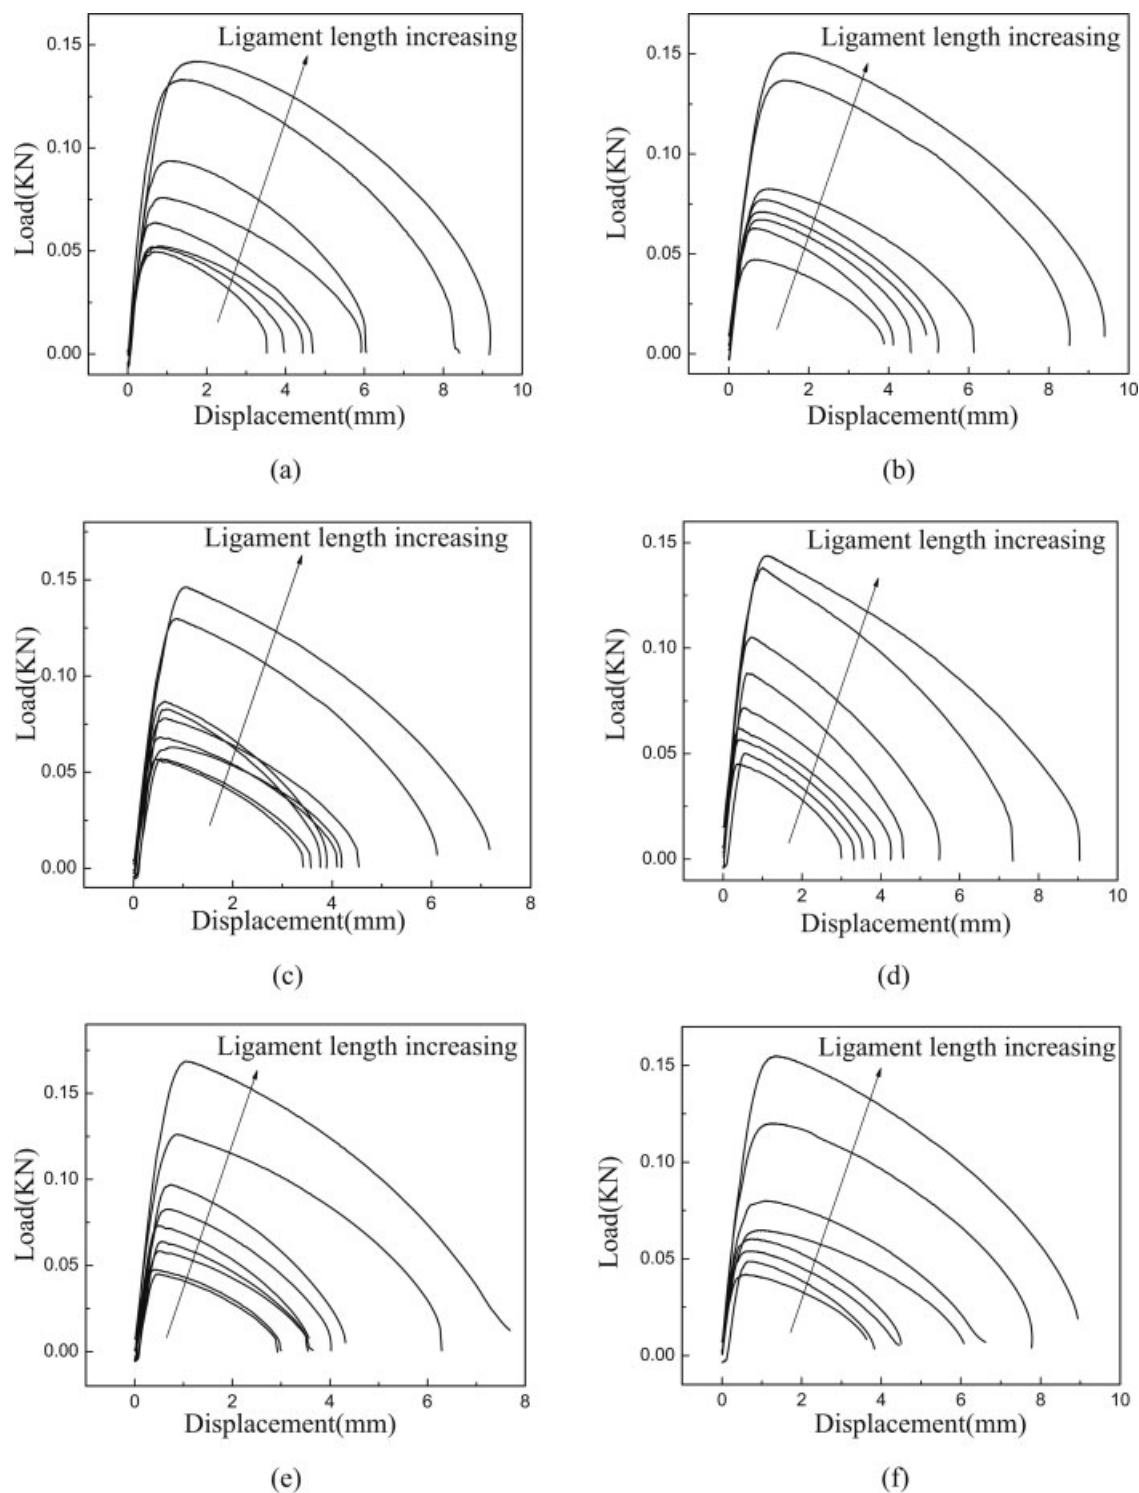 Ligament length increasing
0.15
0.10
0.05
0.00
Load(KN)
0 2 4 6 8 10
Displacement(mm)
(a)
Ligament length increasing
0.15
0.10
0.05
0.00
Load(KN)
0 2 4 6 8 10
Displacement(mm)
(b)
Ligament length increasing
0.15
0.10
0.05
0.00
Load(KN)
0 2 4 6 8
Displacement(mm)
(c)
Ligament length increasing
0.15
0.10
0.05
0.00
Load(KN)
0 2 4 6 8 10
Displacement(mm)
(d)
Ligament length increasing
0.15
0.10
0.05
0.00
Load(KN)
0 2 4 6 8
Displacement(mm)
(e)
Ligament length increasing
0.15
0.10
0.05
0.00
Load(KN)
0 2 4 6 8 10
Displacement(mm)
(f)